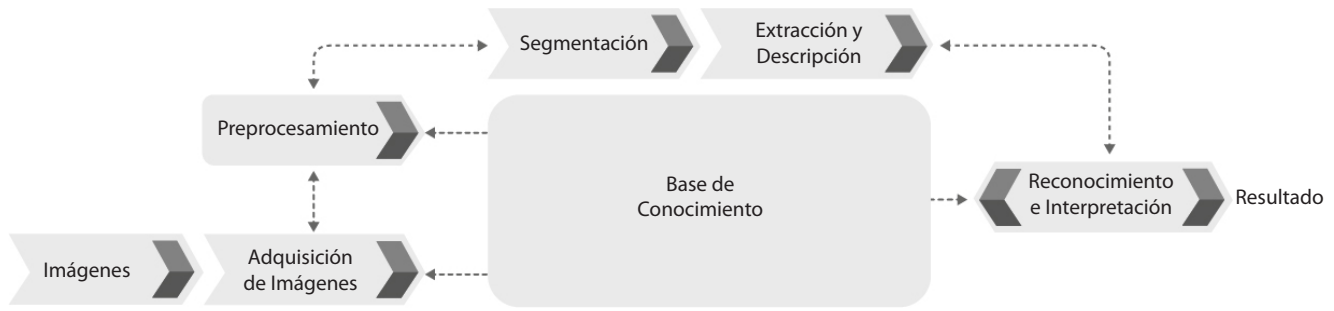 Segmentación
Extracción y
Descripción
Preprocesamiento
Base de
Conocimiento
Reconocimiento
e Interpretación
Resultado
Imágenes
Adquisición
de Imágenes